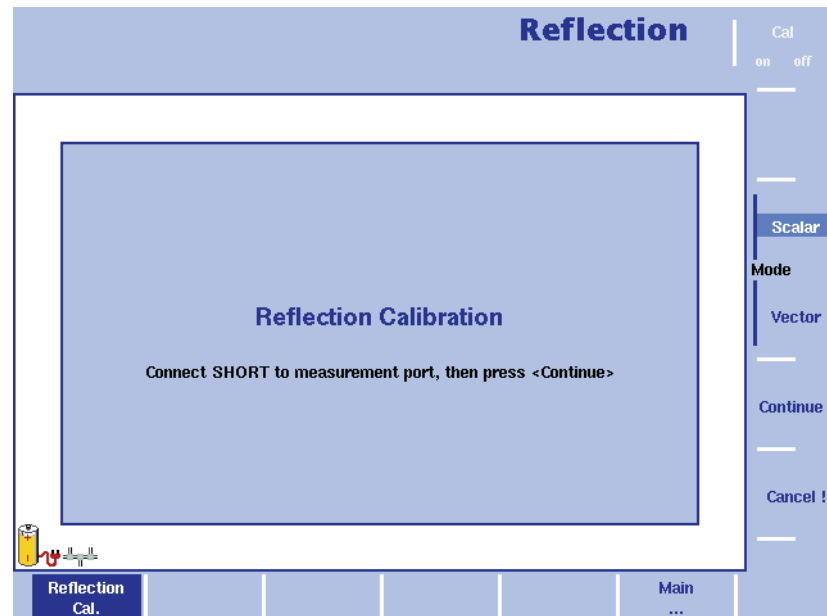 Reflection
Cal
on off
Scalar
Mode
Vector
Continue
Cancel !
Reflection Calibration
Connect SHORT to measurement port, then press <Continue>
Reflection
Cal.
Main
...